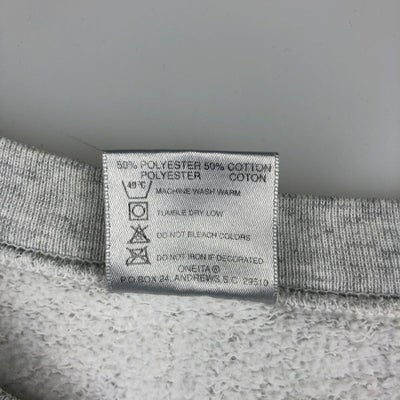 50% POLYESTER 50% COTTON
POLYESTER COTON
40°C MACHINE WASH WARM
TUMBLE DRY LOW
DO NOT BLEACH COLORS
DO NOT IRON IF DECORATED
ONEITA®
P.O. BOX 24, ANDREWS, S.C. 29510